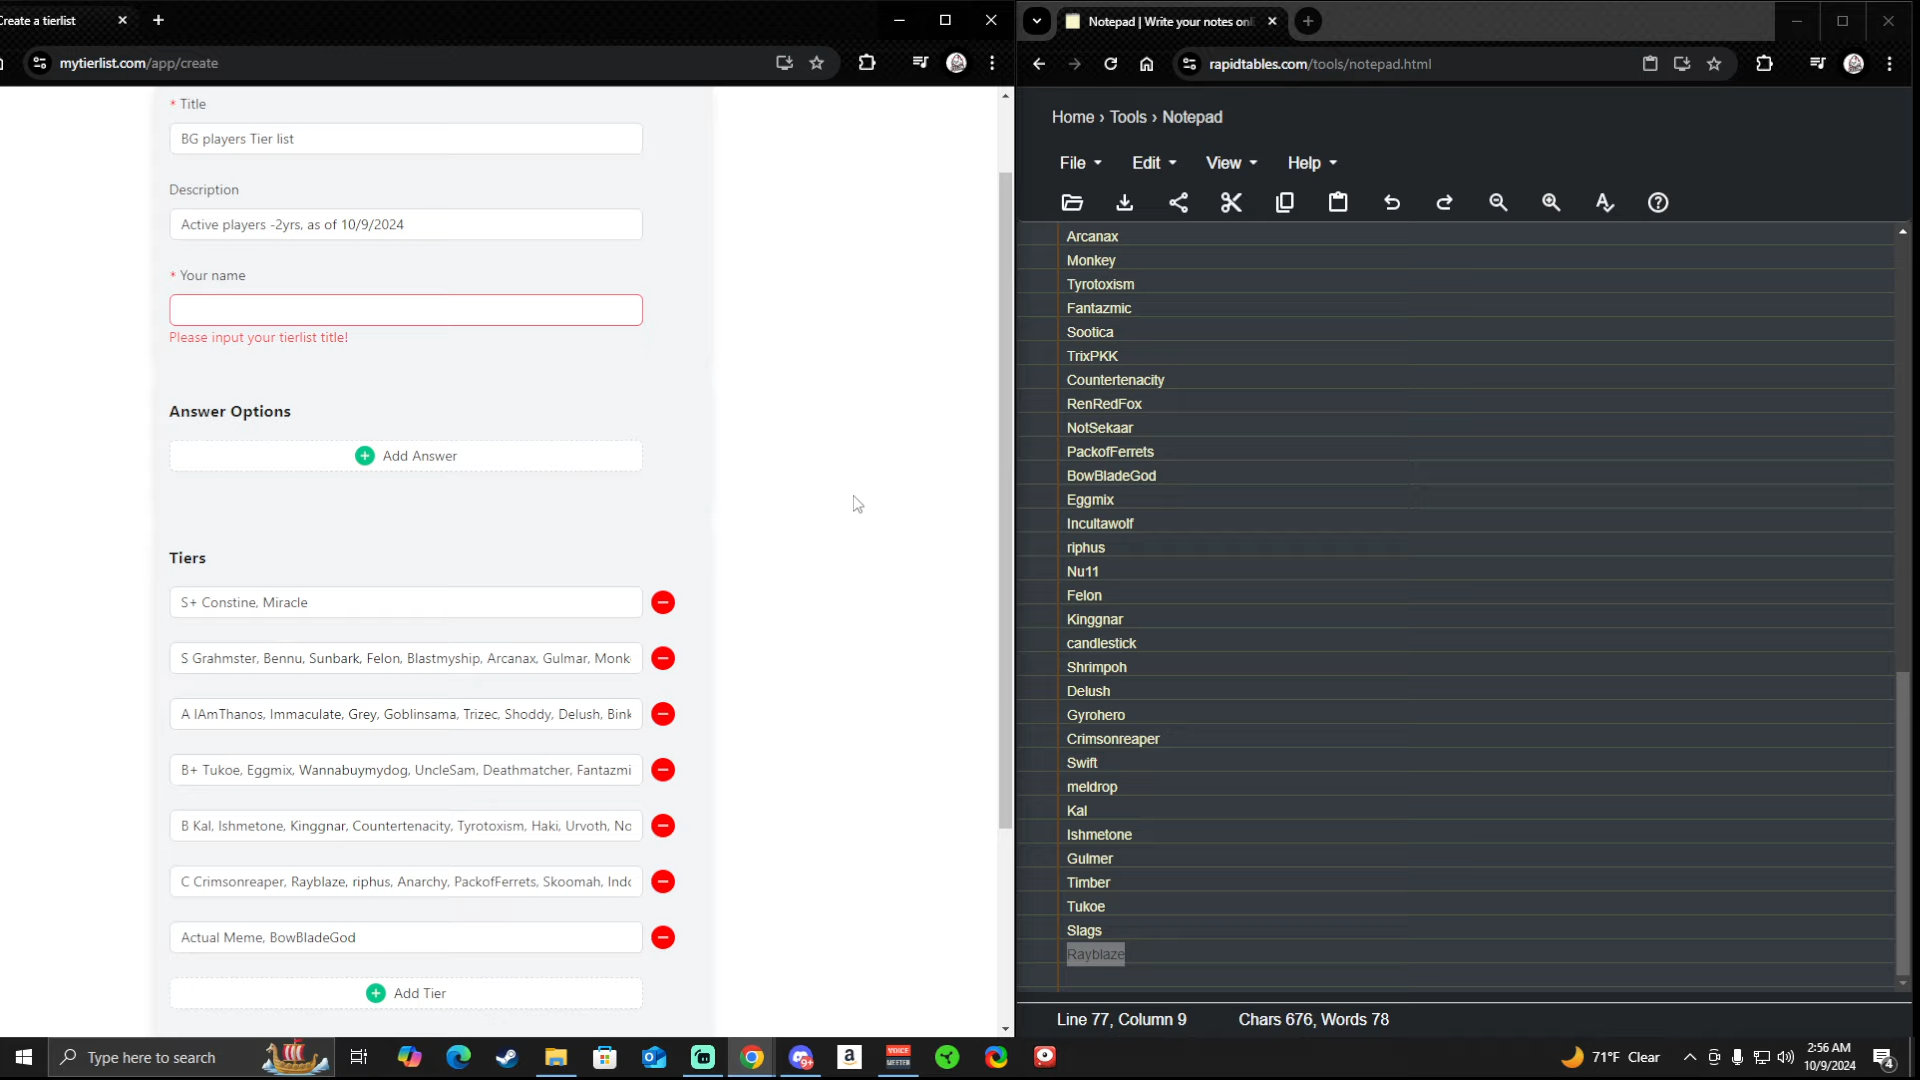 Create a tierlist
mytierlist.com/app/create
* Title
BG players Tier list
Description
Active players -2yrs, as of 10/9/2024
* Your name
Please input your tierlist title!
Answer Options
Add Answer
Tiers
S+ Constine, Miracle
S Grahmster, Bennu, Sunbark, Felon, Blastmyship, Arcanax, Gulmar, Monk
A IAmThanos, Immaculate, Grey, Goblinsama, Trizec, Shoddy, Delush, Bink
B+ Tukoe, Eggmix, Wannabuymydog, UncleSam, Deathmatcher, Fantazmi
B Kal, Ishmetone, Kinggnar, Countertenacity, Tyrotoxism, Haki, Urvoth, No
C Crimsonreaper, Rayblaze, riphus, Anarchy, PackofFerrets, Skoomah, Indo
Actual Meme, BowBladeGod
Add Tier
Notepad | Write your notes onl
rapidtables.com/tools/notepad.html
Home › Tools › Notepad
File Edit View Help
Arcanax
Monkey
Tyrotoxism
Fantazmic
Sootica
TrixPKK
Countertenacity
RenRedFox
NotSekaar
PackofFerrets
BowBladeGod
Eggmix
Incultawolf
riphus
Nu11
Felon
Kinggnar
candlestick
Shrimpoh
Delush
Gyrohero
Crimsonreaper
Swift
meldrop
Kal
Ishmetone
Gulmer
Timber
Tukoe
Slags
Rayblaze
Line 77, Column 9 Chars 676, Words 78
Type here to search
VOICE
MEETER
71°F Clear
2:56 AM
10/9/2024
4